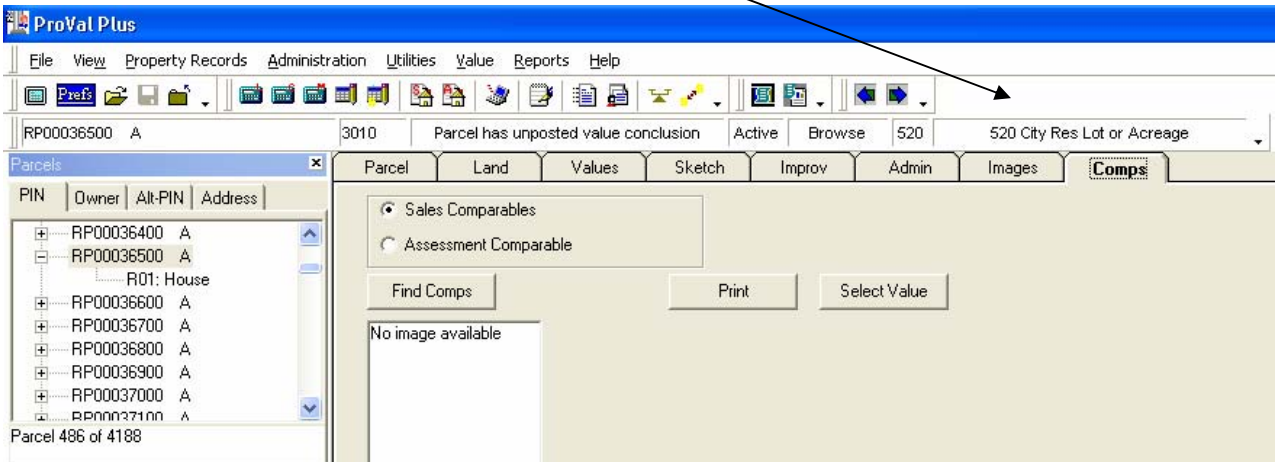 ProVal Plus
File View Property Records Administration Utilities Value Reports Help
Prefs
RP00036500 A 3010 Parcel has unposted value conclusion Active Browse 520 520 City Res Lot or Acreage
Parcels
Parcel Land Values Sketch Improv Admin Images Comps
PIN Owner Alt-PIN Address
Sales Comparables
Assessment Comparable
Find Comps Print Select Value
No image available
RP00036400 A
RP00036500 A
R01: House
RP00036600 A
RP00036700 A
RP00036800 A
RP00036900 A
RP00037000 A
RP00037100 A
Parcel 486 of 4188